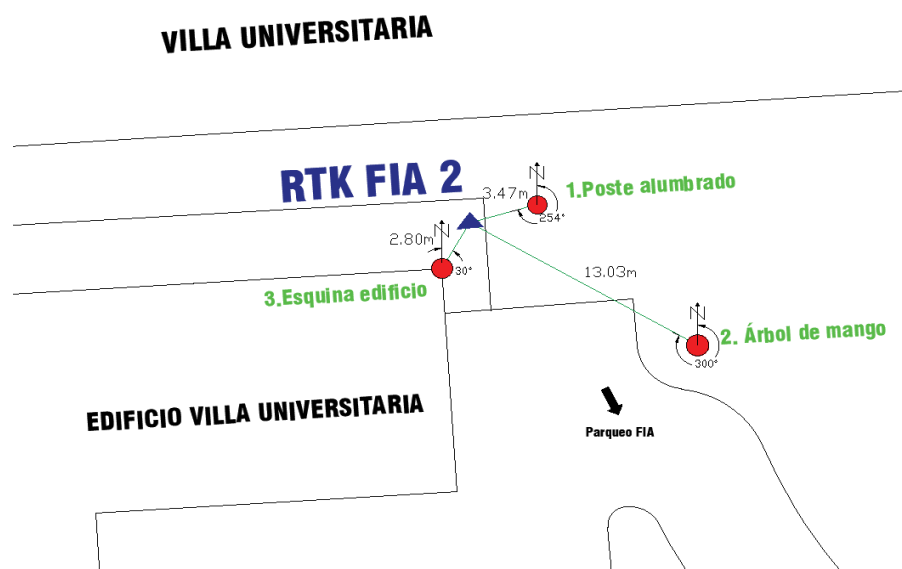 VILLA UNIVERSITARIA
N
RTK FIA 2
3.47m
1.Poste alumbrado
254°
N
2.80m
30°
13.03m
3.Esquina edificio
N
2. Árbol de mango
300°
EDIFICIO VILLA UNIVERSITARIA
Parqueo FIA